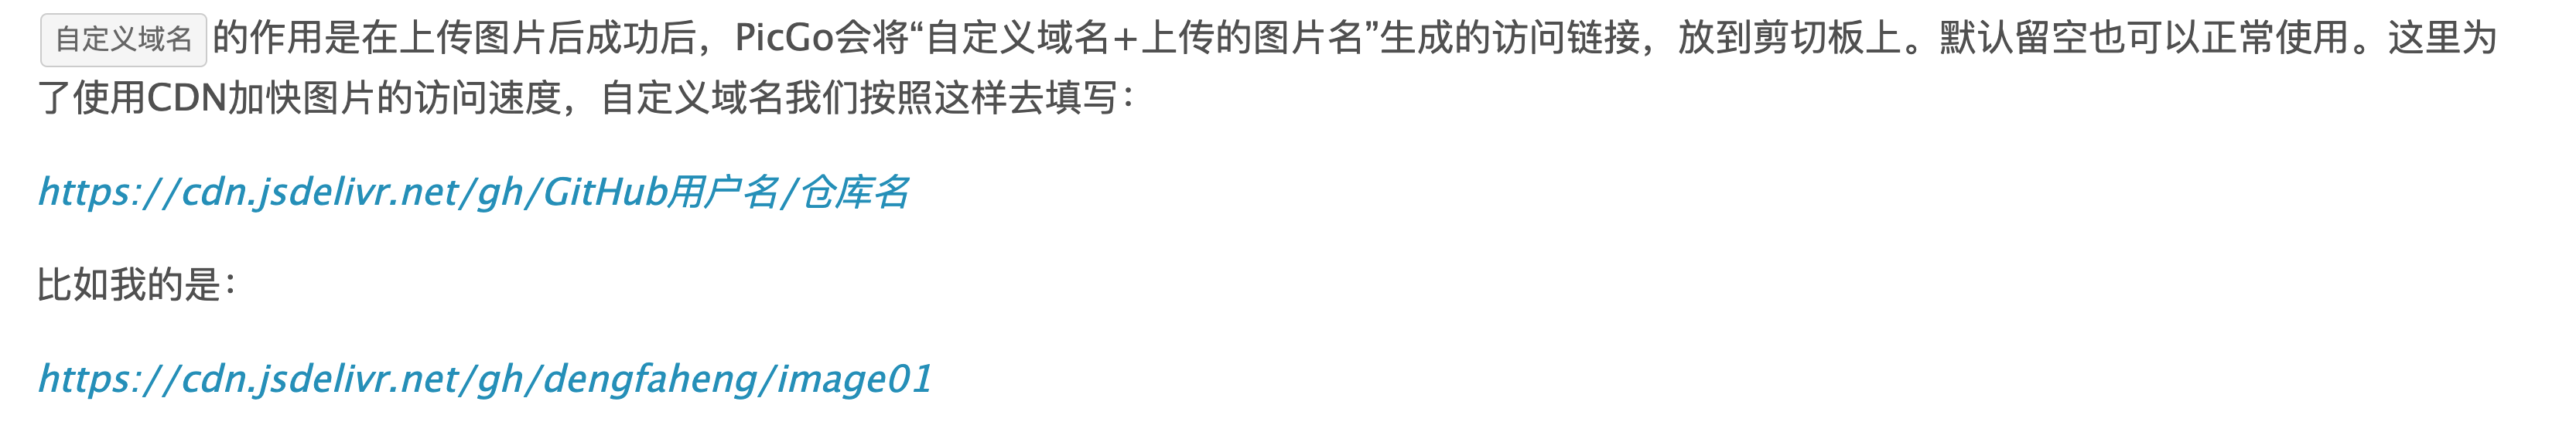 自定义域名 的作用是在上传图片后成功后，PicGo会将“自定义域名+上传的图片名”生成的访问链接，放到剪切板上。默认留空也可以正常使用。这里为
了使用CDN加快图片的访问速度，自定义域名我们按照这样去填写：
https://cdn.jsdelivr.net/gh/GitHub用户名/仓库名
比如我的是：
https://cdn.jsdelivr.net/gh/dengfaheng/image01